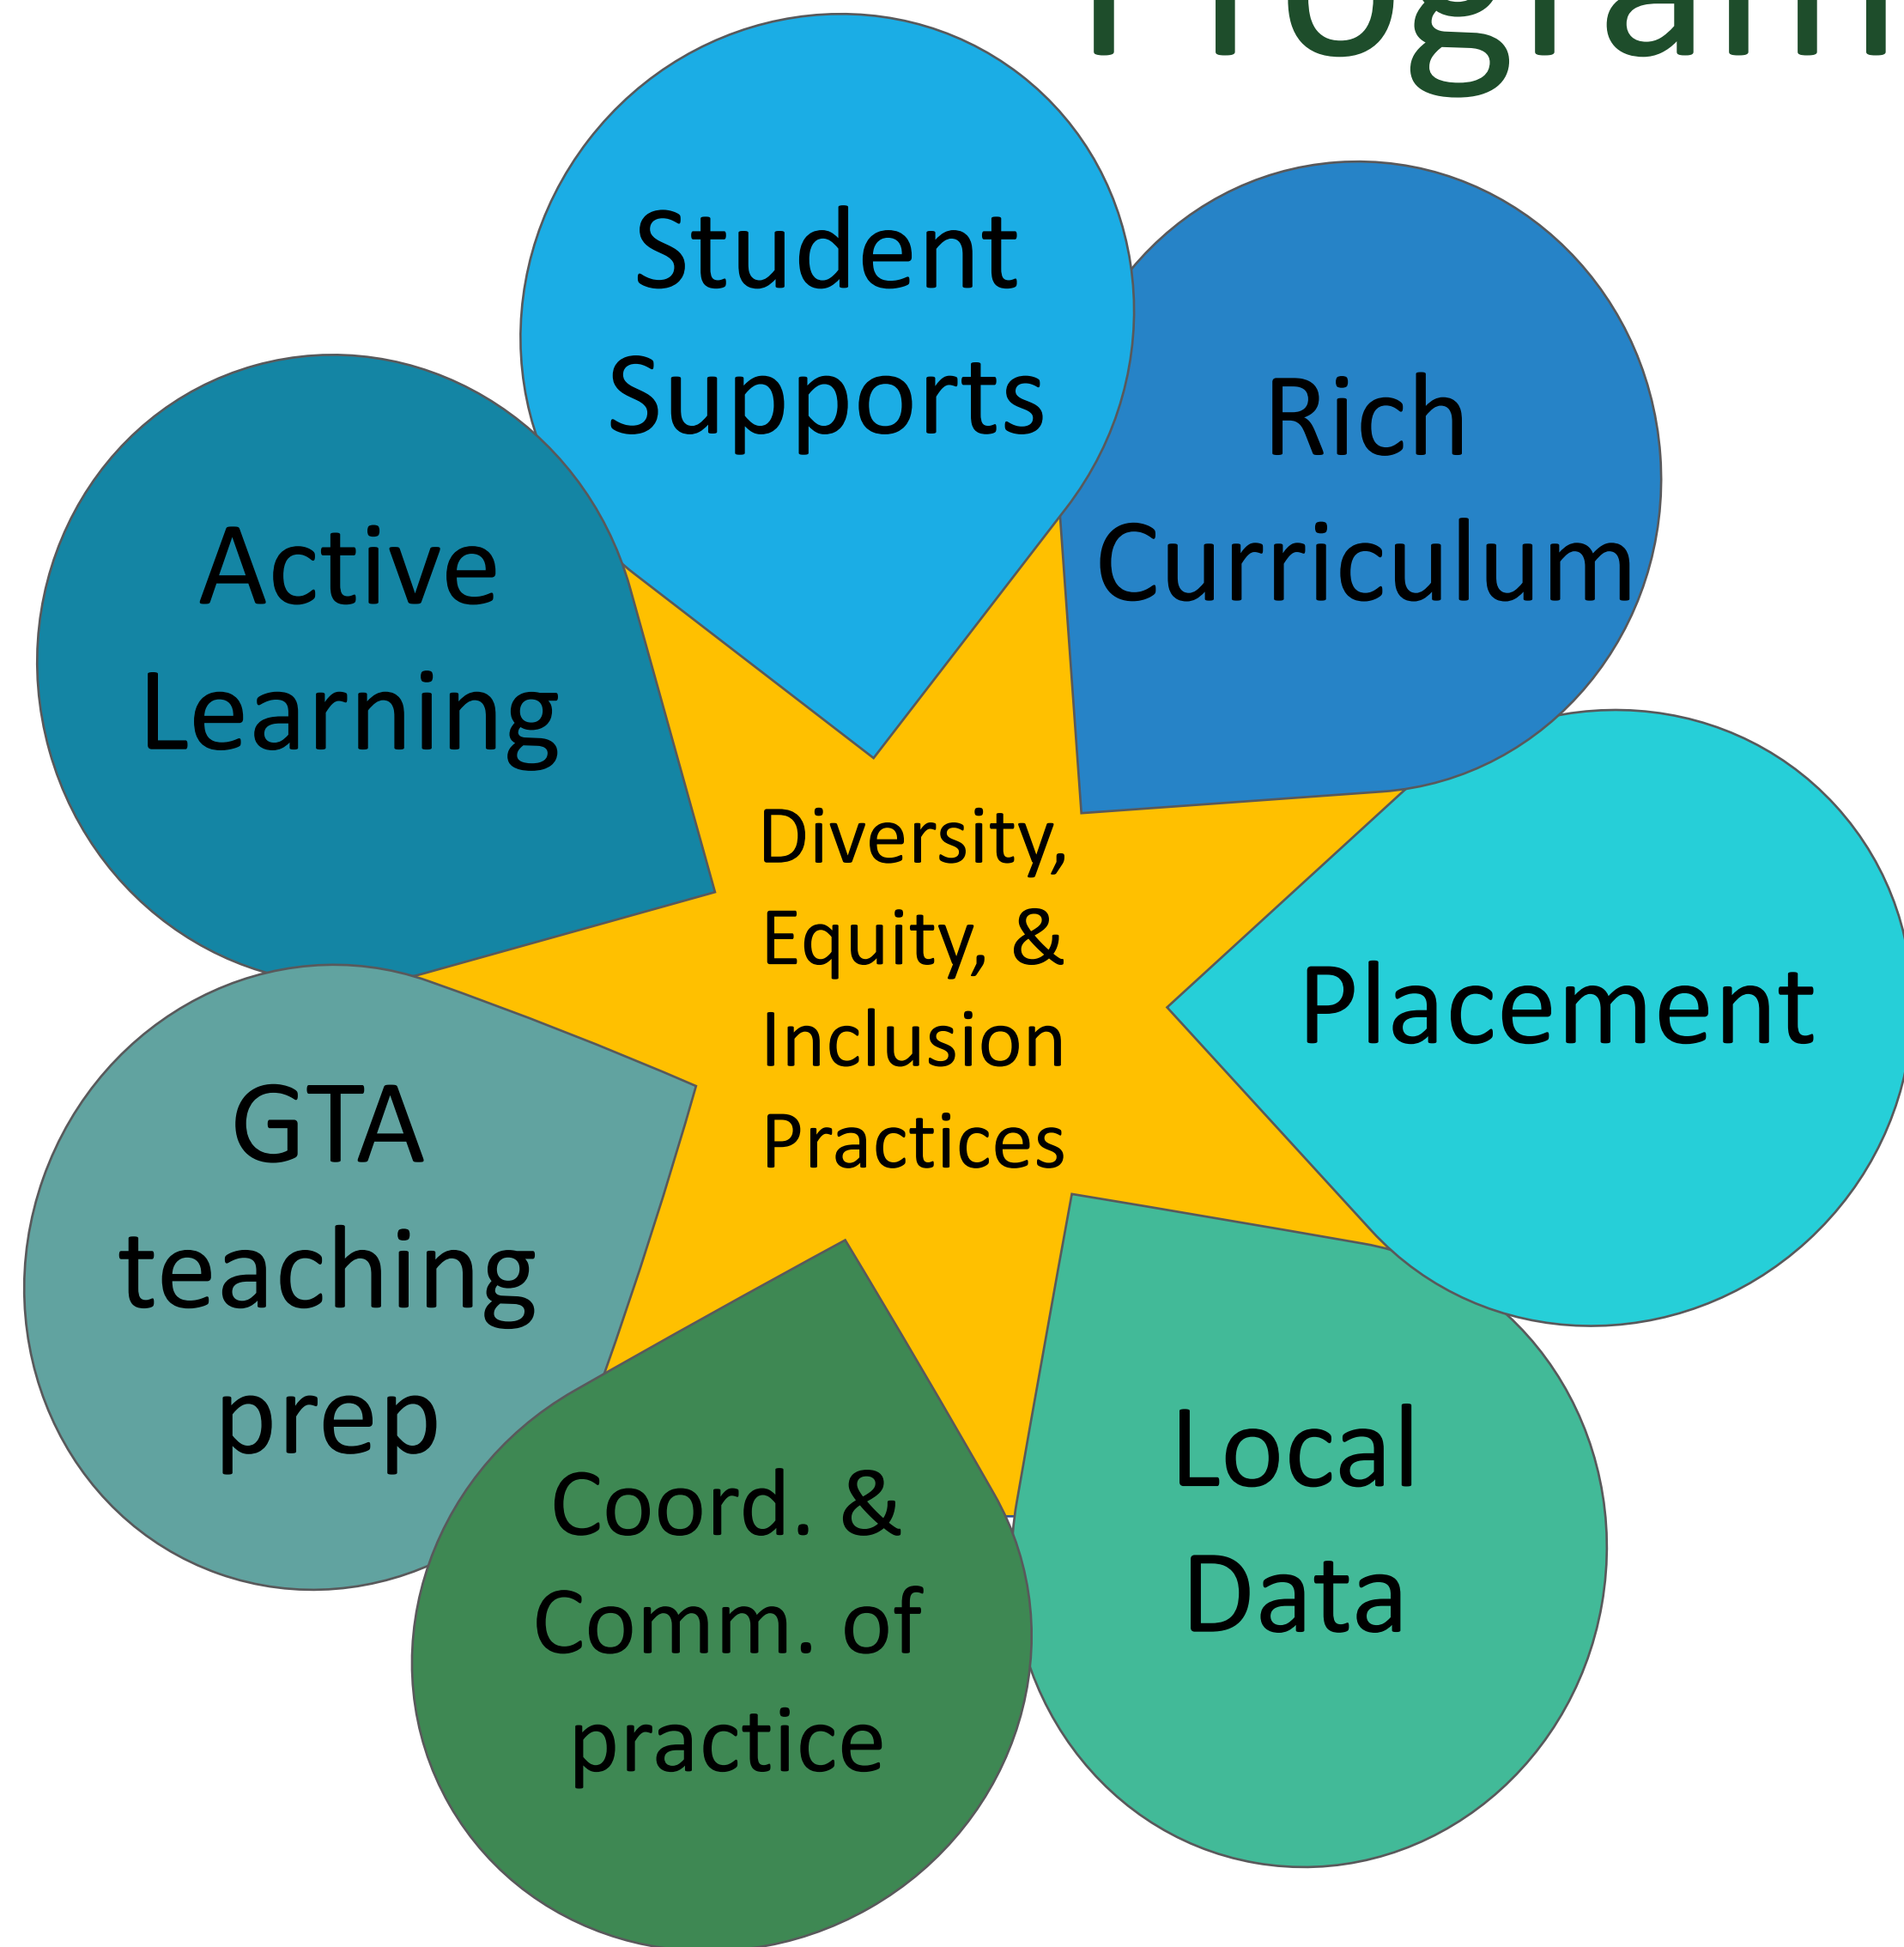 Program
Student
Supports
Rich
Curriculum
Active
Learning
Diversity,
Equity, &
Inclusion
Practices
Placement
GTA
teaching
prep
Local
Data
Coord. &
Comm. of
practice